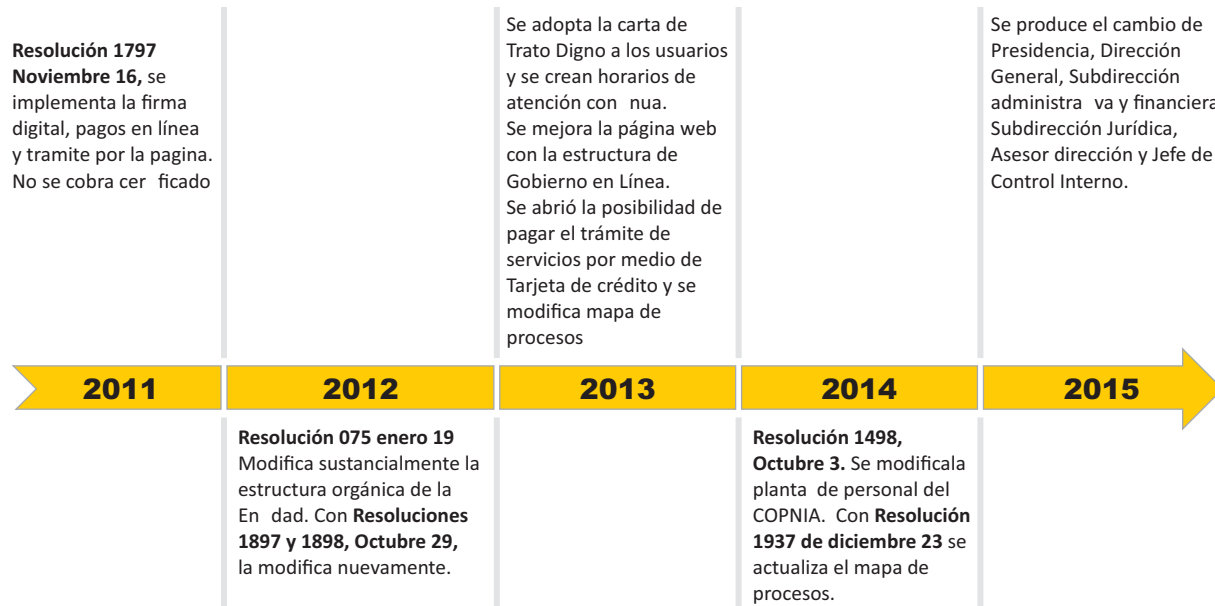 Resolución 1797
Noviembre 16, se
implementa la firma
digital, pagos en línea
y tramite por la pagina.
No se cobra cer ficado
Se adopta la carta de
Trato Digno a los usuarios
y se crean horarios de
atención con nua.
Se mejora la página web
con la estructura de
Gobierno en Línea.
Se abrió la posibilidad de
pagar el trámite de
servicios por medio de
Tarjeta de crédito y se
modifica mapa de
procesos
Se produce el cambio de
Presidencia, Dirección
General, Subdirección
administra va y financiera
Subdirección Jurídica,
Asesor dirección y Jefe de
Control Interno.
2011
2012
2013
2014
2015
Resolución 075 enero 19
Modifica sustancialmente la
estructura orgánica de la
En dad. Con Resoluciones
1897 y 1898, Octubre 29,
la modifica nuevamente.
Resolución 1498,
Octubre 3. Se modificala
planta de personal del
COPNIA. Con Resolución
1937 de diciembre 23 se
actualiza el mapa de
procesos.